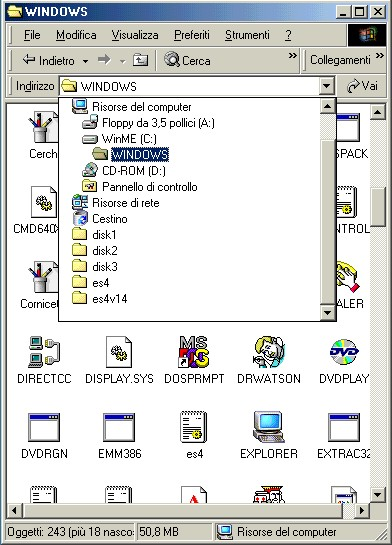 WINDOWS
File Modifica Visualizza Preferiti Strumenti ?
Indietro Cerca » Collegamenti »
Indirizzo WINDOWS Vai
Risorse del computer
Floppy da 3,5 pollici (A:)
Cerch
WinME (C:)
WINDOWS
SPACK
CD-ROM (D:)
Pannello di controllo
Risorse di rete
Cestino
CMD640
NTROL
disk1
disk2
disk3
es4
es4v14
Cornice
ALER
DIRECTCC DISPLAY.SYS DOSPRMPT DRWATSON DVDPLAY
DVDRGN EMM386 es4 EXPLORER EXTRAC32
Oggetti: 243 (più 18 nasco: 50,8 MB Risorse del computer